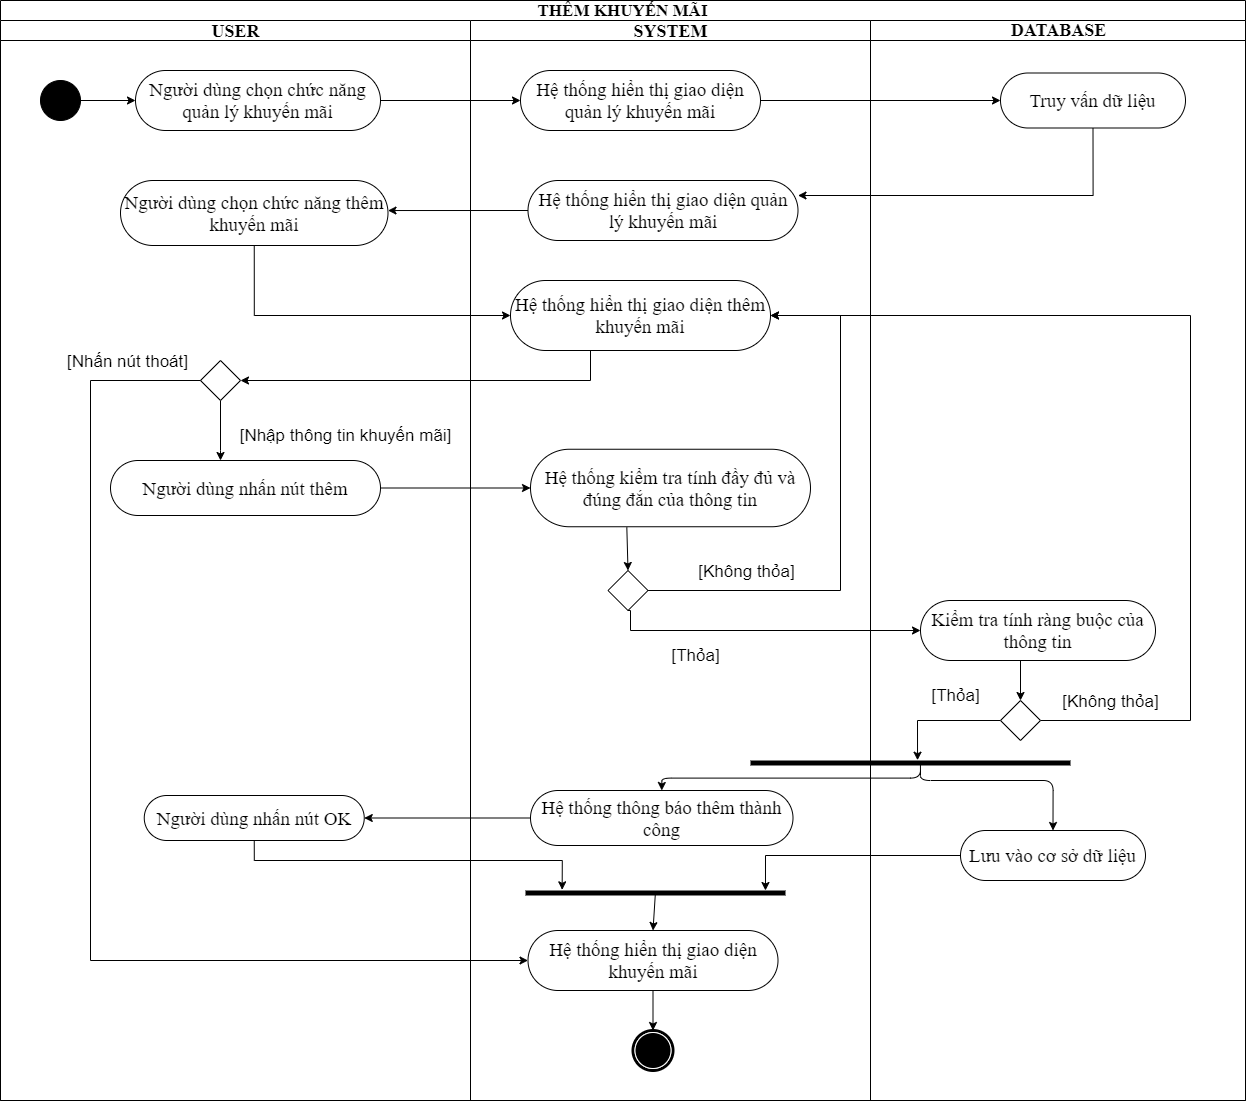 THÊM KHUYẾN MÃI
USER
SYSTEM
DATABASE
Người dùng chọn chức năng
quản lý khuyến mãi
Hệ thống hiển thị giao diện
quản lý khuyến mãi
Truy vấn dữ liệu
Người dùng chọn chức năng thêm
khuyến mãi
Hệ thống hiển thị giao diện quản
lý khuyến mãi
Hệ thống hiển thị giao diện thêm
khuyến mãi
[Nhấn nút thoát]
[Nhập thông tin khuyến mãi]
Người dùng nhấn nút thêm
Hệ thống kiểm tra tính đầy đủ và
đúng đắn của thông tin
[Không thỏa]
[Thỏa]
Kiểm tra tính ràng buộc của
thông tin
[Thỏa]
[Không thỏa]
Người dùng nhấn nút OK
Hệ thống thông báo thêm thành
công
Lưu vào cơ sở dữ liệu
Hệ thống hiển thị giao diện
khuyến mãi